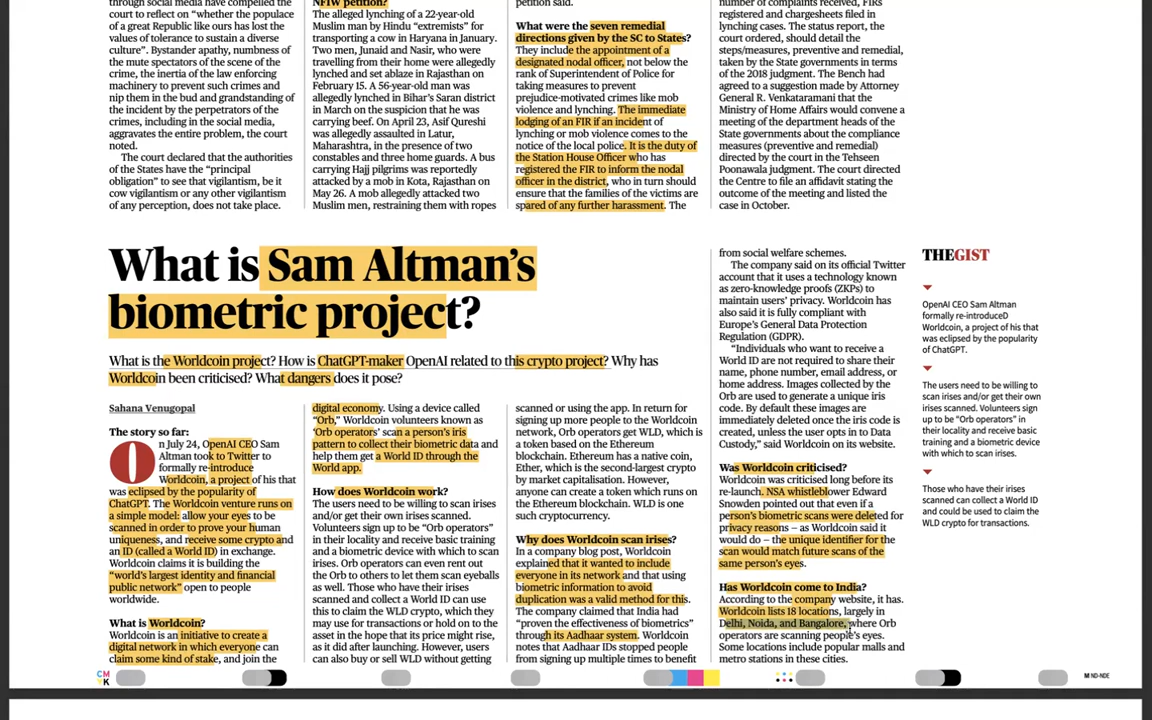 through social media have compelled the
court to reflect on “whether the populace
of a great Republic like ours has lost the
values of tolerance to sustain a diverse
culture”. Bystander apathy, numbness of
the mute spectators of the scene of the
crime, the inertia of the law enforcing
machinery to prevent such crimes and
nip them in the bud and grandstanding of
the incident by the perpetrators of the
crimes, including in the social media,
aggravates the entire problem, the court
noted.
The court declared that the authorities
of the States have the “principal
obligation” to see that vigilantism, be it
cow vigilantism or any other vigilantism
of any perception, does not take place.
NFIW petition?
The alleged lynching of a 22-year-old
Muslim man by Hindu “extremists” for
transporting a cow in Haryana in January.
Two men, Junaid and Nasir, who were
travelling from their home were allegedly
lynched and set ablaze in Rajasthan on
February 15. A 56-year-old man was
allegedly lynched in Bihar’s Saran district
in March on the suspicion that he was
carrying beef. On April 23, Asif Qureshi
was allegedly assaulted in Latur,
Maharashtra, in the presence of two
constables and three home guards. A bus
carrying Hajj pilgrims was reportedly
attacked by a mob in Kota, Rajasthan on
May 26. A mob allegedly attacked two
Muslim men, restraining them with ropes
petition said.
What were the seven remedial
directions given by the SC to States?
They include the appointment of a
designated nodal officer, not below the
rank of Superintendent of Police for
taking measures to prevent
prejudice-motivated crimes like mob
violence and lynching. The immediate
lodging of an FIR if an incident of
lynching or mob violence comes to the
notice of the local police. It is the duty of
the Station House Officer who has
registered the FIR to inform the nodal
officer in the district, who in turn should
ensure that the families of the victims are
spared of any further harassment. The
number of complaints received, FIRs
registered and chargesheets filed in
lynching cases. The status report, the
court ordered, should detail the
steps/measures, preventive and remedial,
taken by the State governments in terms
of the 2018 judgment. The Bench had
agreed to a suggestion made by Attorney
General R. Venkataramani that the
Ministry of Home Affairs would convene a
meeting of the department heads of the
State governments about the compliance
measures (preventive and remedial)
directed by the court in the Tehseen
Poonawala judgment. The court directed
the Centre to file an affidavit stating the
outcome of the meeting and listed the
case in October.
What is Sam Altman’s
biometric project?
What is the Worldcoin project? How is ChatGPT-maker OpenAI related to this crypto project? Why has
Worldcoin been criticised? What dangers does it pose?
Sahana Venugopal
The story so far:
On July 24, OpenAI CEO Sam
Altman took to Twitter to
formally re-introduce
Worldcoin, a project of his that
was eclipsed by the popularity of
ChatGPT. The Worldcoin venture runs on
a simple model: allow your eyes to be
scanned in order to prove your human
uniqueness, and receive some crypto and
an ID (called a World ID) in exchange.
Worldcoin claims it is building the
“world’s largest identity and financial
public network” open to people
worldwide.
What is Worldcoin?
Worldcoin is an initiative to create a
digital network in which everyone can
claim some kind of stake, and join the
digital economy. Using a device called
“Orb,” Worldcoin volunteers known as
‘Orb operators’ scan a person’s iris
pattern to collect their biometric data and
help them get a World ID through the
World app.
How does Worldcoin work?
The users need to be willing to scan irises
and/or get their own irises scanned.
Volunteers sign up to be “Orb operators”
in their locality and receive basic training
and a biometric device with which to scan
irises. Orb operators can even rent out
the Orb to others to let them scan eyeballs
as well. Those who have their irises
scanned and collect a World ID can use
this to claim the WLD crypto, which they
may use for transactions or hold on to the
asset in the hope that its price might rise,
as it did after launching. However, users
can also buy or sell WLD without getting
scanned or using the app. In return for
signing up more people to the Worldcoin
network, Orb operators get WLD, which is
a token based on the Ethereum
blockchain. Ethereum has a native coin,
Ether, which is the second-largest crypto
by market capitalisation. However,
anyone can create a token which runs on
the Ethereum blockchain. WLD is one
such cryptocurrency.
Why does Worldcoin scan irises?
In a company blog post, Worldcoin
explained that it wanted to include
everyone in its network and that using
biometric information to avoid
duplication was a valid method for this.
The company claimed that India had
“proven the effectiveness of biometrics”
through its Aadhaar system. Worldcoin
notes that Aadhaar IDs stopped people
from signing up multiple times to benefit
from social welfare schemes.
The company said on its official Twitter
account that it uses a technology known
as zero-knowledge proofs (ZKPs) to
maintain users’ privacy. Worldcoin has
also said it is fully compliant with
Europe’s General Data Protection
Regulation (GDPR).
“Individuals who want to receive a
World ID are not required to share their
name, phone number, email address, or
home address. Images collected by the
Orb are used to generate a unique iris
code. By default these images are
immediately deleted once the iris code is
created, unless the user opts in to Data
Custody,” said Worldcoin on its website.
Was Worldcoin criticised?
Worldcoin was criticised long before its
re-launch. NSA whistleblower Edward
Snowden pointed out that even if a
person’s biometric scans were deleted for
privacy reasons – as Worldcoin said it
would do – the unique identifier for the
scan would match future scans of the
same person’s eyes.
Has Worldcoin come to India?
According to the company website, it has.
Worldcoin lists 18 locations, largely in
Delhi, Noida, and Bangalore, where Orb
operators are scanning people’s eyes.
Some locations include popular malls and
metro stations in these cities.
THE GIST
OpenAI CEO Sam Altman
formally re-introduceD
Worldcoin, a project of his that
was eclipsed by the popularity
of ChatGPT.
The users need to be willing to
scan irises and/or get their own
irises scanned. Volunteers sign
up to be “Orb operators” in
their locality and receive basic
training and a biometric device
with which to scan irises.
Those who have their irises
scanned can collect a World ID
and could be used to claim the
WLD crypto for transactions.
CM
YK
M ND-NDE